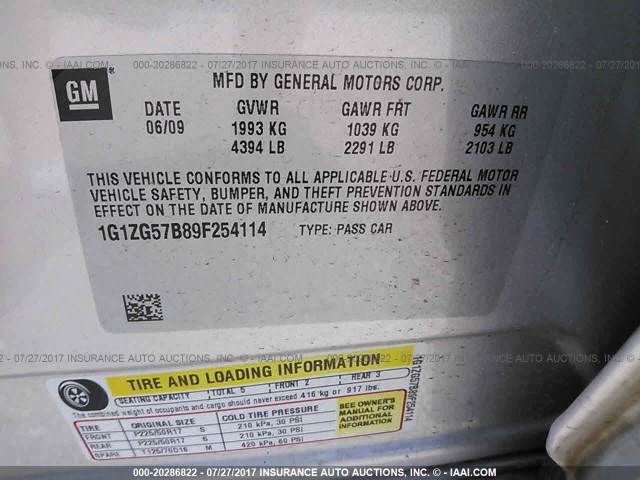 000-20286822 - 07/27/2017 - INSURANCE AUTO AUCTIONS, INC.
GM
MFD BY GENERAL MOTORS CORP.
DATE GVWR GAWR FRT GAWR RR
06/09 1993 KG 1039 KG 954 KG
4394 LB 2291 LB 2103 LB
THIS VEHICLE CONFORMS TO ALL APPLICABLE U.S. FEDERAL MOTOR
VEHICLE SAFETY, BUMPER, AND THEFT PREVENTION STANDARDS IN
EFFECT ON THE DATE OF MANUFACTURE SHOWN ABOVE.
1G1ZG57B89F254114 TYPE: PASS CAR
000-20286822 - 07/27/2017 - INSURANCE AUTO AUCTIONS, INC.
TIRE AND LOADING INFORMATION
SEATING CAPACITY TOTAL 5 FRONT 2 REAR 3
The combined weight of occupants and cargo should never exceed 416 kg or 917 lbs.
TIRE ORIGINAL SIZE COLD TIRE PRESSURE
FRONT P225/50R17 S 210 kPa, 30 PSI
REAR P225/50R17 S 210 kPa, 30 PSI
SPARE T125/70D16 M 420 kPa, 60 PSI
SEE OWNER'S
MANUAL FOR
ADDITIONAL
INFORMATION
1G1ZG57B89F254114
000-20286822 - 07/27/2017 - INSURANCE AUTO AUCTIONS, INC.